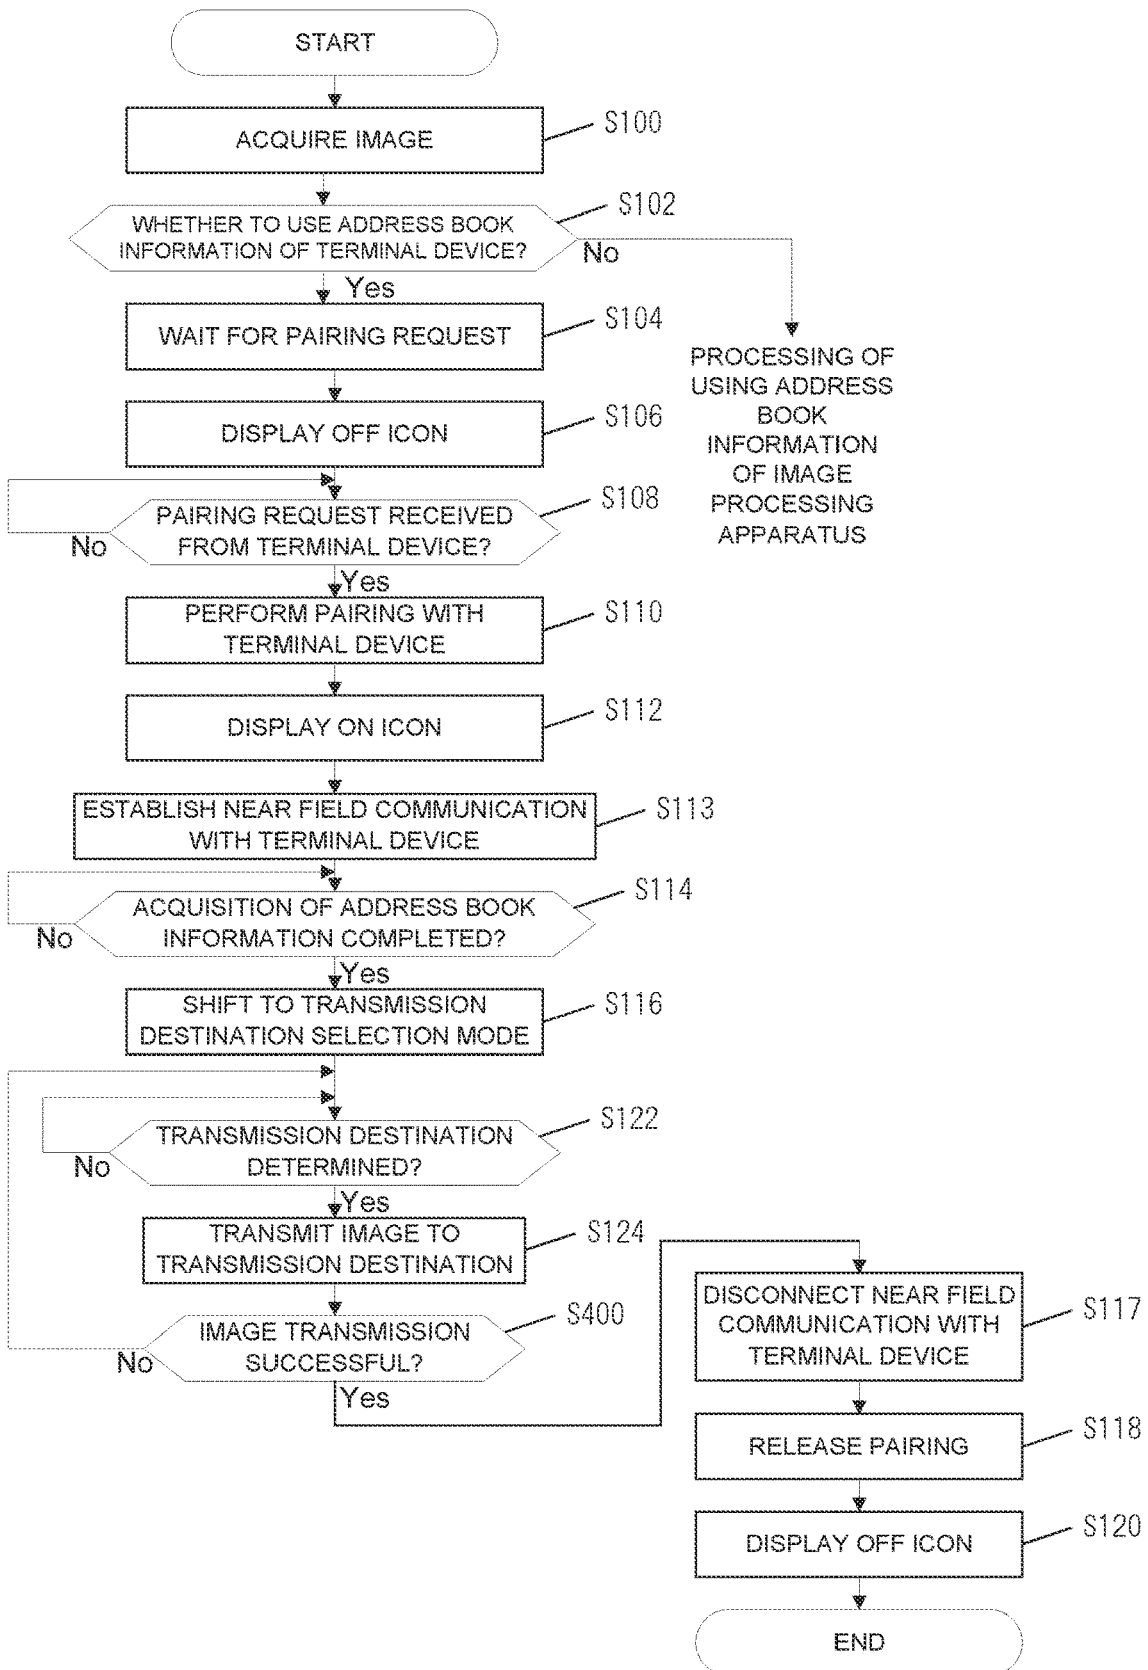 START
ACQUIRE IMAGE
S100
WHETHER TO USE ADDRESS BOOK
INFORMATION OF TERMINAL DEVICE?
S102
No
Yes
WAIT FOR PAIRING REQUEST
S104
PROCESSING OF
USING ADDRESS
BOOK
INFORMATION
OF IMAGE
PROCESSING
APPARATUS
DISPLAY OFF ICON
S106
PAIRING REQUEST RECEIVED
FROM TERMINAL DEVICE?
S108
No
Yes
PERFORM PAIRING WITH
TERMINAL DEVICE
S110
DISPLAY ON ICON
S112
ESTABLISH NEAR FIELD COMMUNICATION
WITH TERMINAL DEVICE
S113
ACQUISITION OF ADDRESS BOOK
INFORMATION COMPLETED?
S114
No
Yes
SHIFT TO TRANSMISSION
DESTINATION SELECTION MODE
S116
TRANSMISSION DESTINATION
DETERMINED?
S122
No
Yes
TRANSMIT IMAGE TO
TRANSMISSION DESTINATION
S124
IMAGE TRANSMISSION
SUCCESSFUL?
S400
No
Yes
DISCONNECT NEAR FIELD
COMMUNICATION WITH
TERMINAL DEVICE
S117
RELEASE PAIRING
S118
DISPLAY OFF ICON
S120
END